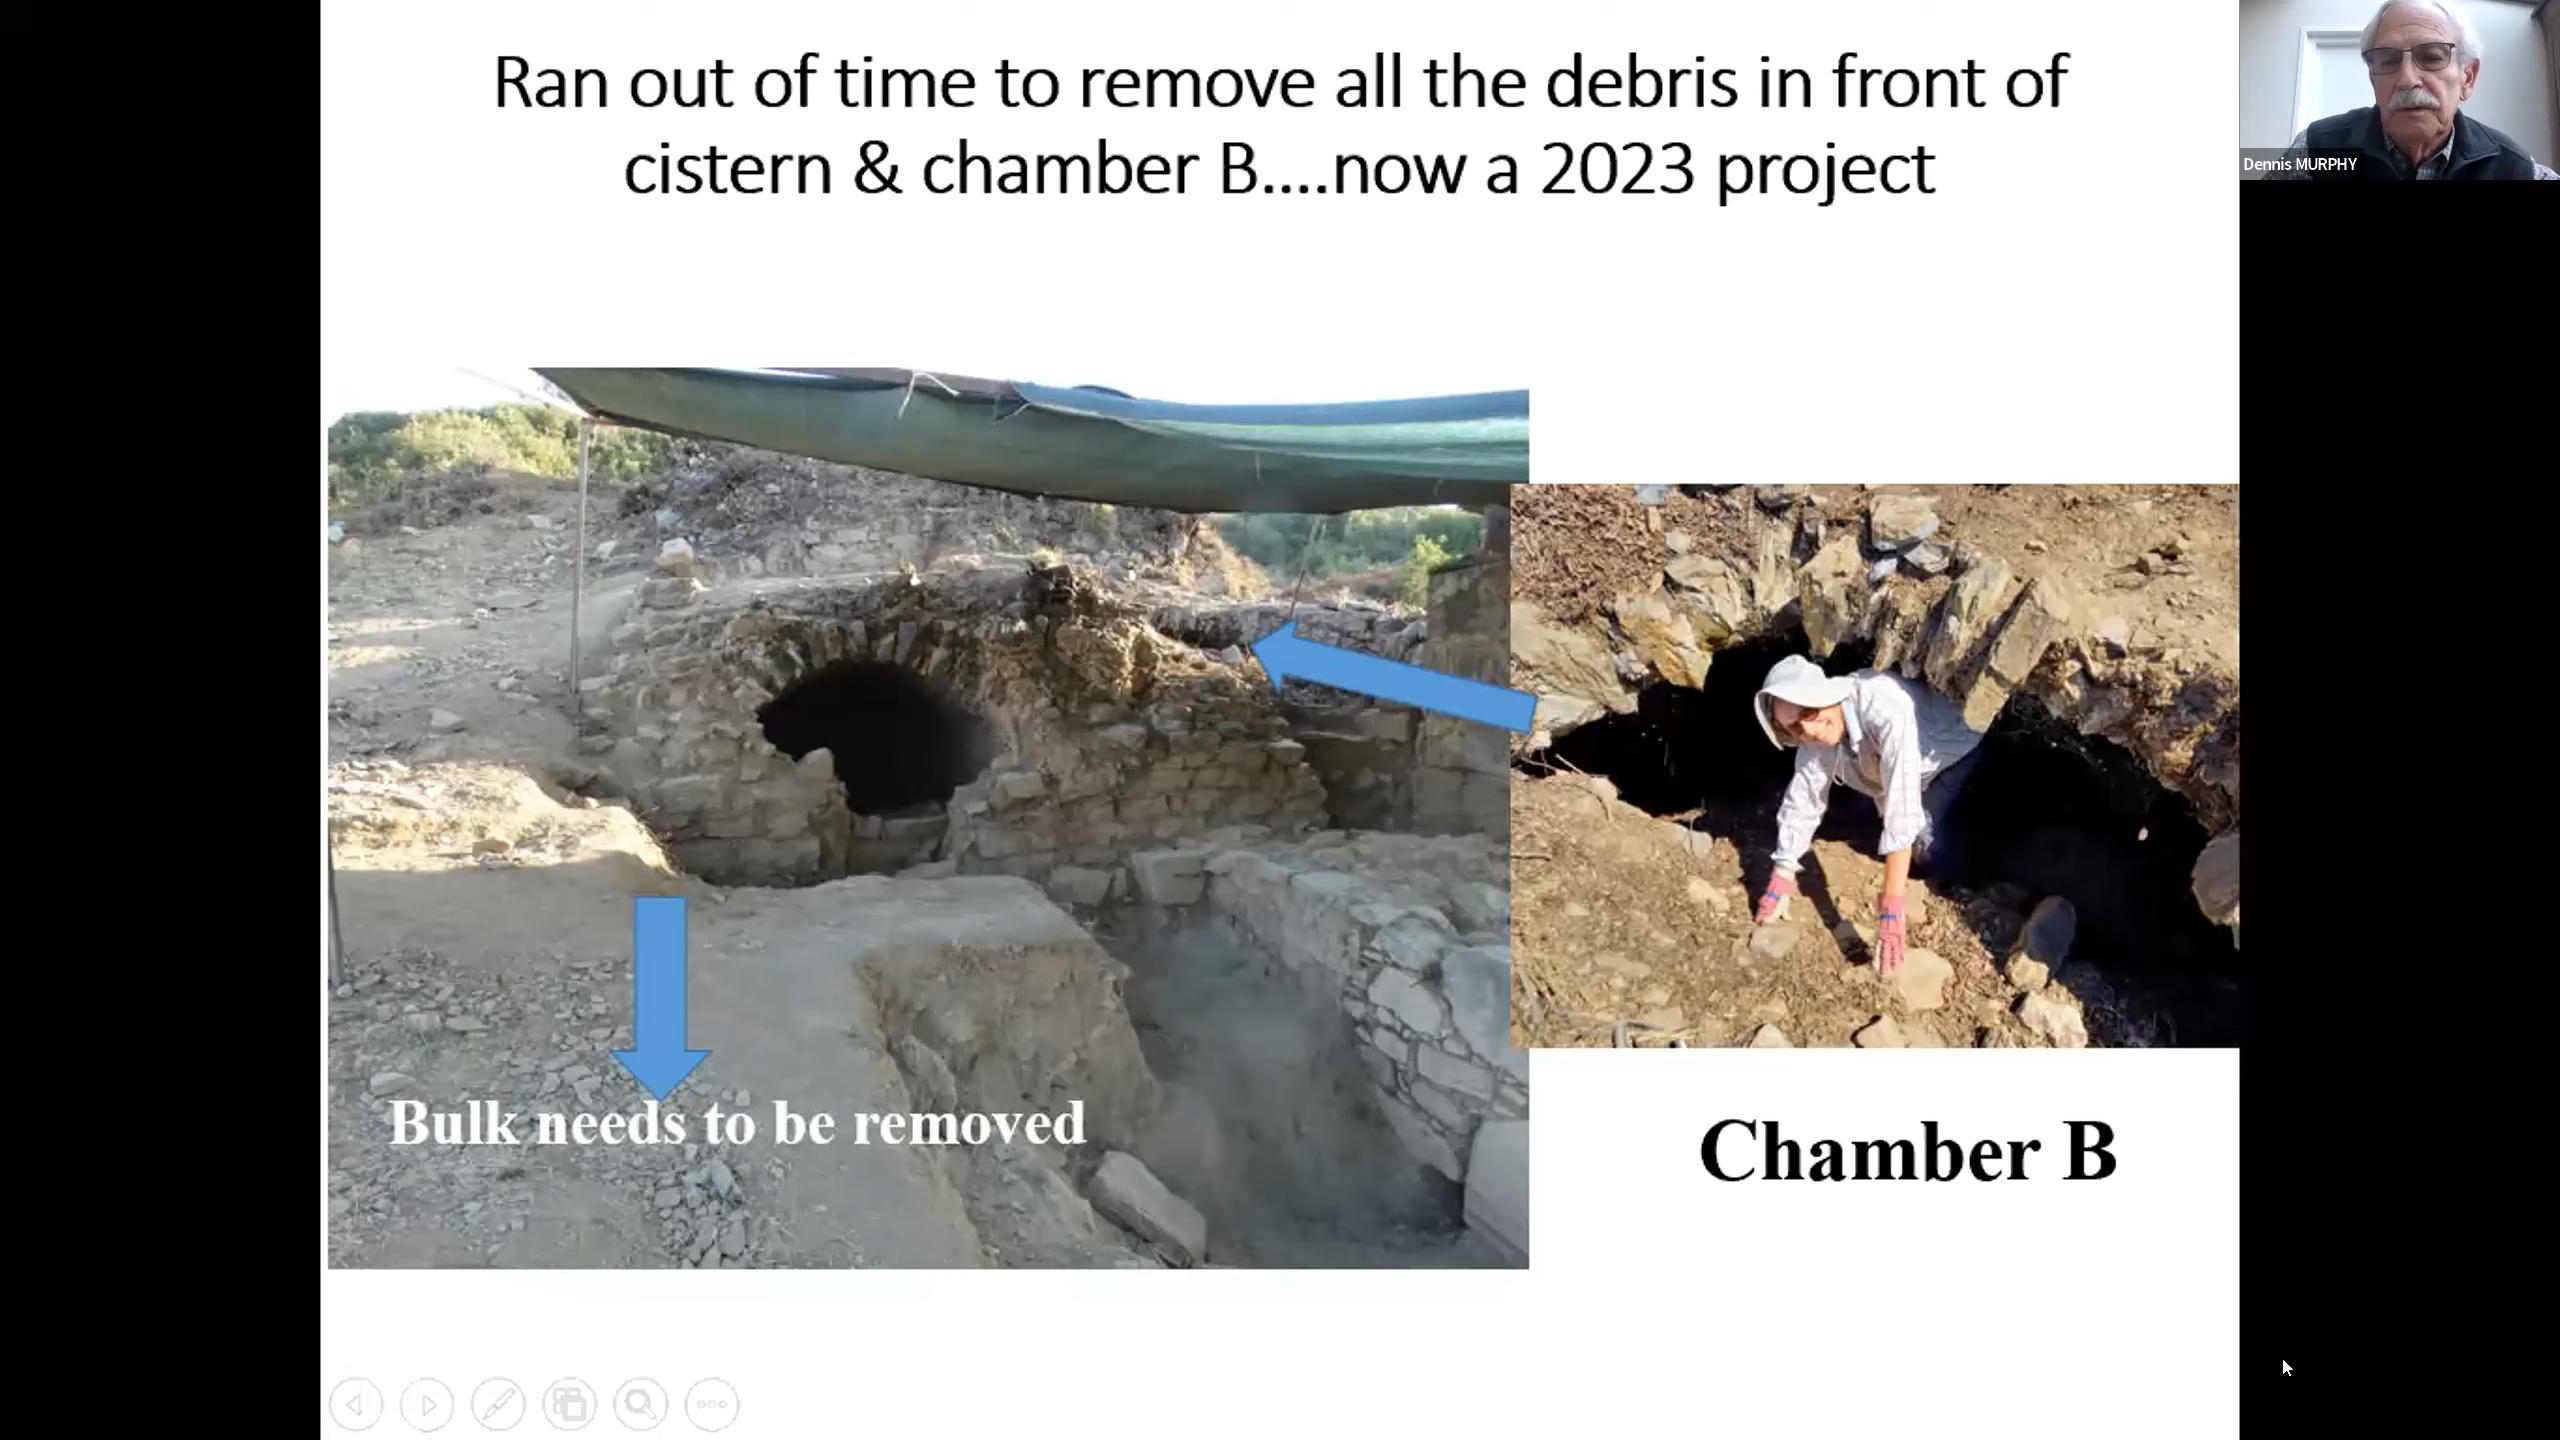 Ran out of time to remove all the debris in front of
cistern & chamber B....now a 2023 project
Dennis MURPHY
Bulk needs to be removed
Chamber B